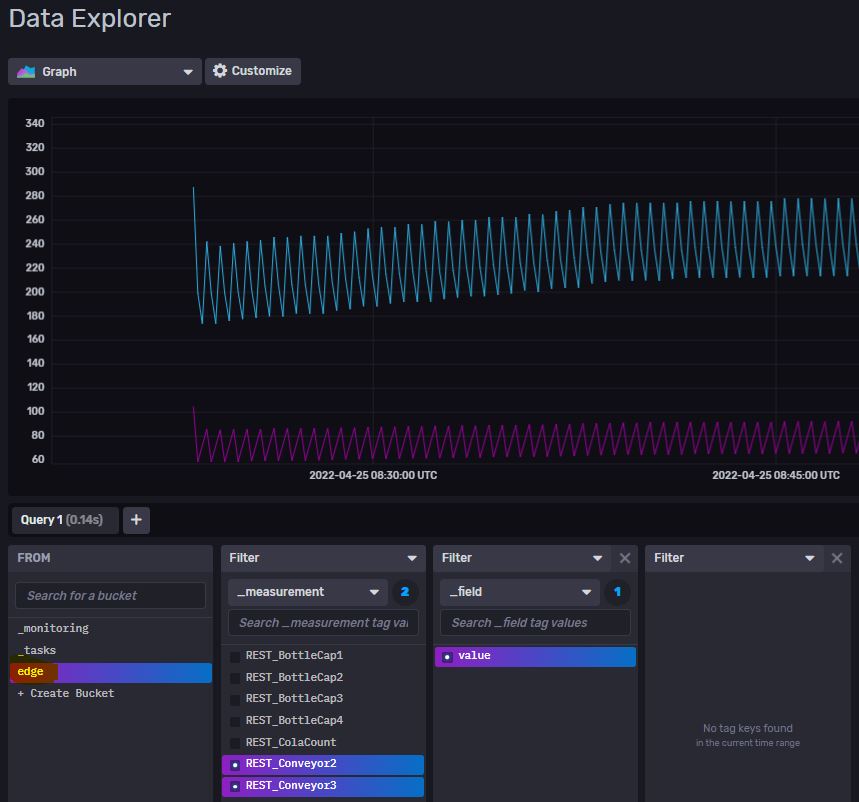 Data Explorer
Graph
Customize
340
320
300
280
260
240
220
200
180
160
140
120
100
80
60
2022-04-25 08:30:00 UTC
2022-04-25 08:45:00 UTC
Query 1 (0.14s)
+
FROM
Search for a bucket
_monitoring
_tasks
edge
+ Create Bucket
Filter
_measurement
2
Search _measurement tag val
REST_BottleCap1
REST_BottleCap2
REST_BottleCap3
REST_BottleCap4
REST_ColaCount
REST_Conveyor2
REST_Conveyor3
Filter
_field
1
Search _field tag values
value
Filter
No tag keys found
in the current time range